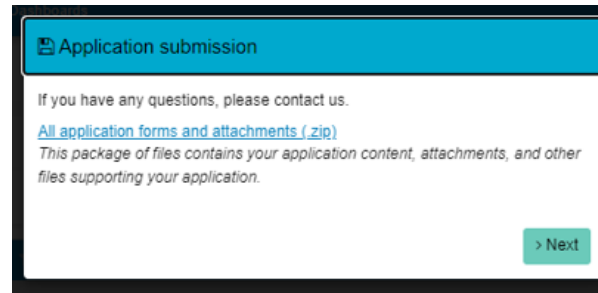 Dashboards
Application submission
If you have any questions, please contact us.
All application forms and attachments (.zip)
This package of files contains your application content, attachments, and other
files supporting your application.
> Next